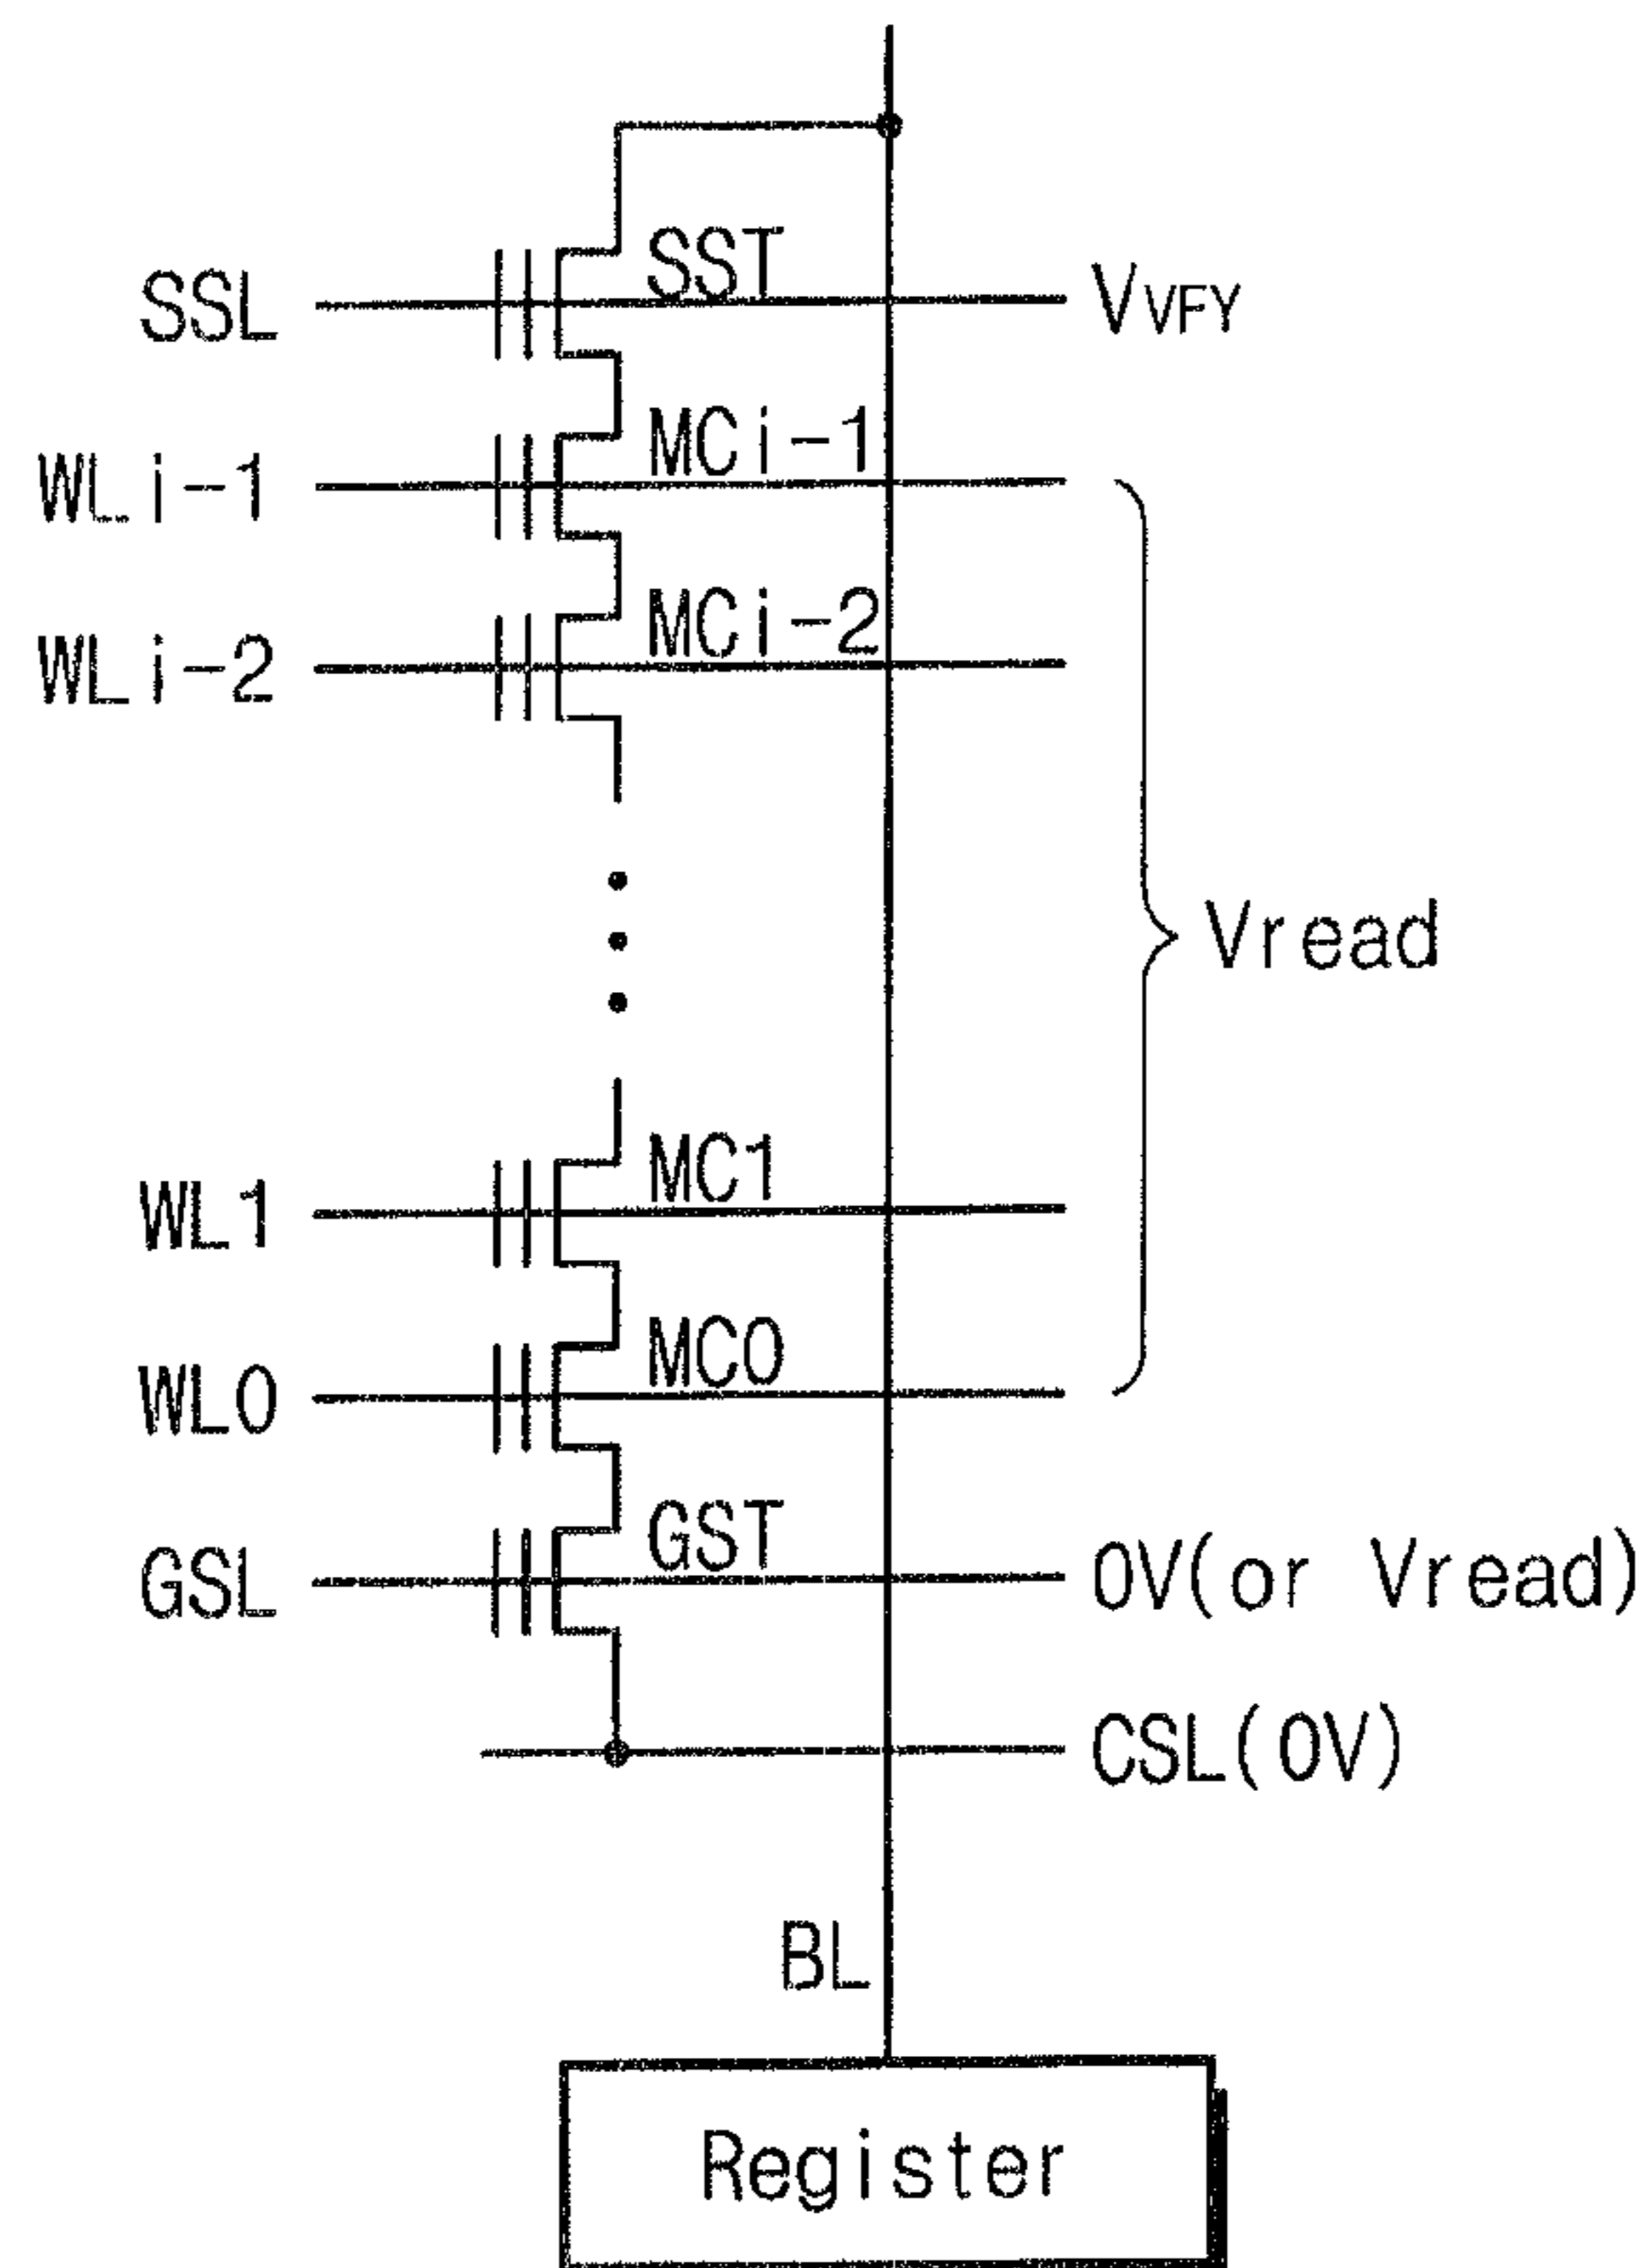 SST
SSL VVFY
MCi-1
WLi-1
MCi-2
WLi-2
Vread
MC1
WL1
MC0
WL0
GST
GSL 0V(or Vread)
CSL(0V)
BL
Register